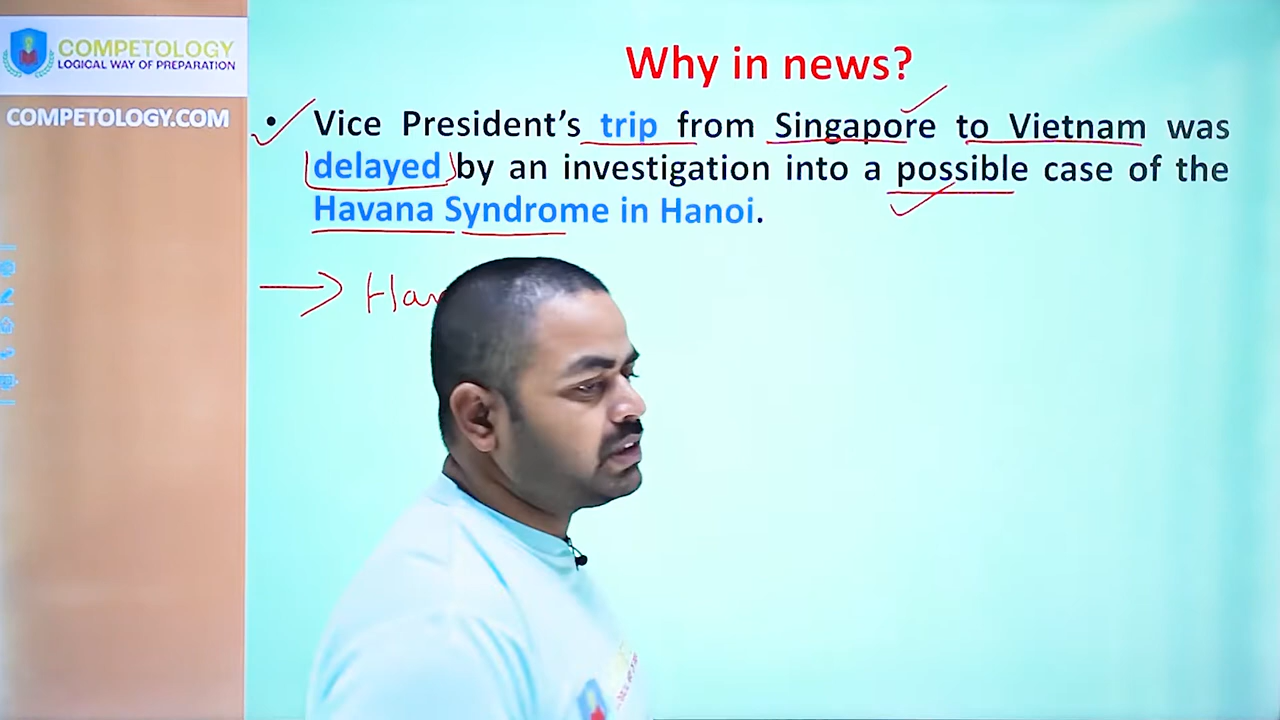 COMPETOLOGY
LOGICAL WAY OF PREPARATION
COMPETOLOGY.COM
Why in news?
• Vice President's trip from Singapore to Vietnam was
delayed by an investigation into a possible case of the
Havana Syndrome in Hanoi.